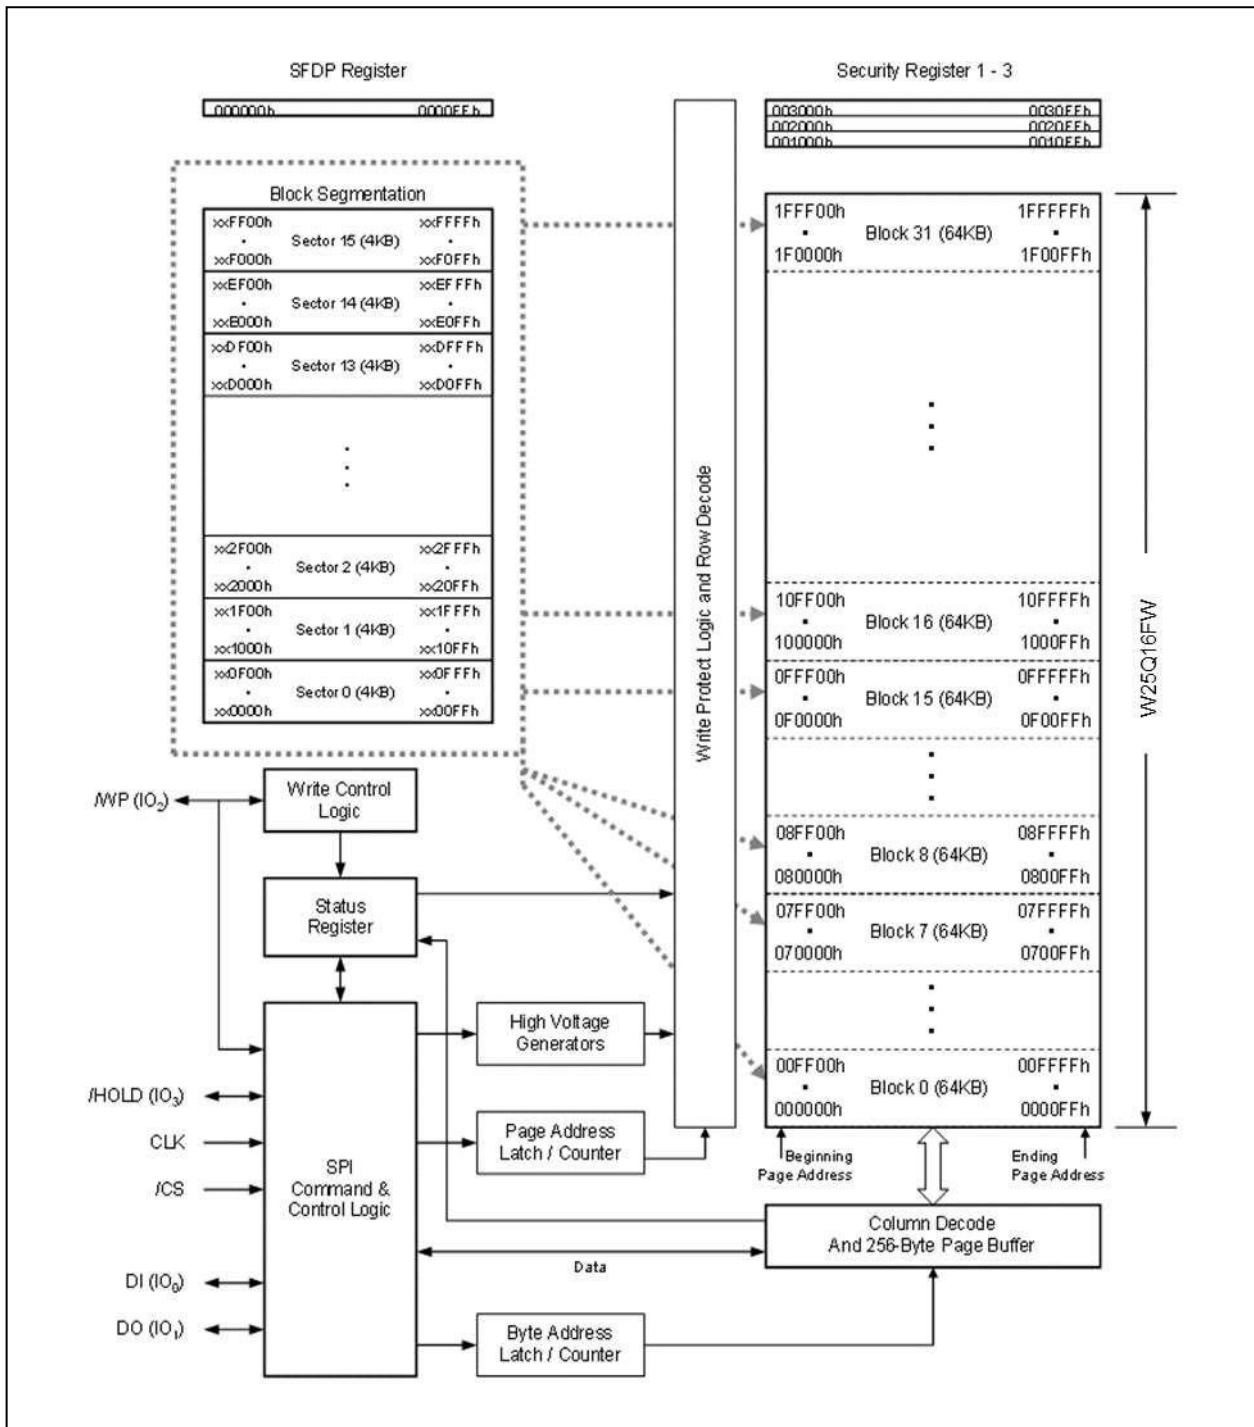 SFDP Register
000000h 0000FFh
Security Register 1 - 3
003000h 0030FFh
002000h 0020FFh
001000h 0010FFh
Block Segmentation
xxFF00h xxFFFFh
Sector 15 (4KB)
xxF000h xxF0FFh
xxEF00h xxEFFFh
Sector 14 (4KB)
xxE000h xxE0FFh
xxDF00h xxDFFFh
Sector 13 (4KB)
xxD000h xxD0FFh
xx2F00h xx2FFFh
Sector 2 (4KB)
xx2000h xx20FFh
xx1F00h xx1FFFh
Sector 1 (4KB)
xx1000h xx10FFh
xx0F00h xx0FFFh
Sector 0 (4KB)
xx0000h xx00FFh
Write Protect Logic and Row Decode
1FFF00h 1FFFFFh
Block 31 (64KB)
1F0000h 1F00FFh
10FF00h 10FFFFh
Block 16 (64KB)
100000h 1000FFh
0FFF00h 0FFFFFh
Block 15 (64KB)
0F0000h 0F00FFh
08FF00h 08FFFFh
Block 8 (64KB)
080000h 0800FFh
07FF00h 07FFFFh
Block 7 (64KB)
070000h 0700FFh
00FF00h 00FFFFh
Block 0 (64KB)
000000h 0000FFh
W25Q16FW
Beginning
Page Address
Ending
Page Address
/WP (IO2)
Write Control
Logic
Status
Register
High Voltage
Generators
/HOLD (IO3)
CLK
/CS
DI (IO0)
DO (IO1)
SPI
Command &
Control Logic
Page Address
Latch / Counter
Column Decode
And 256-Byte Page Buffer
Data
Byte Address
Latch / Counter